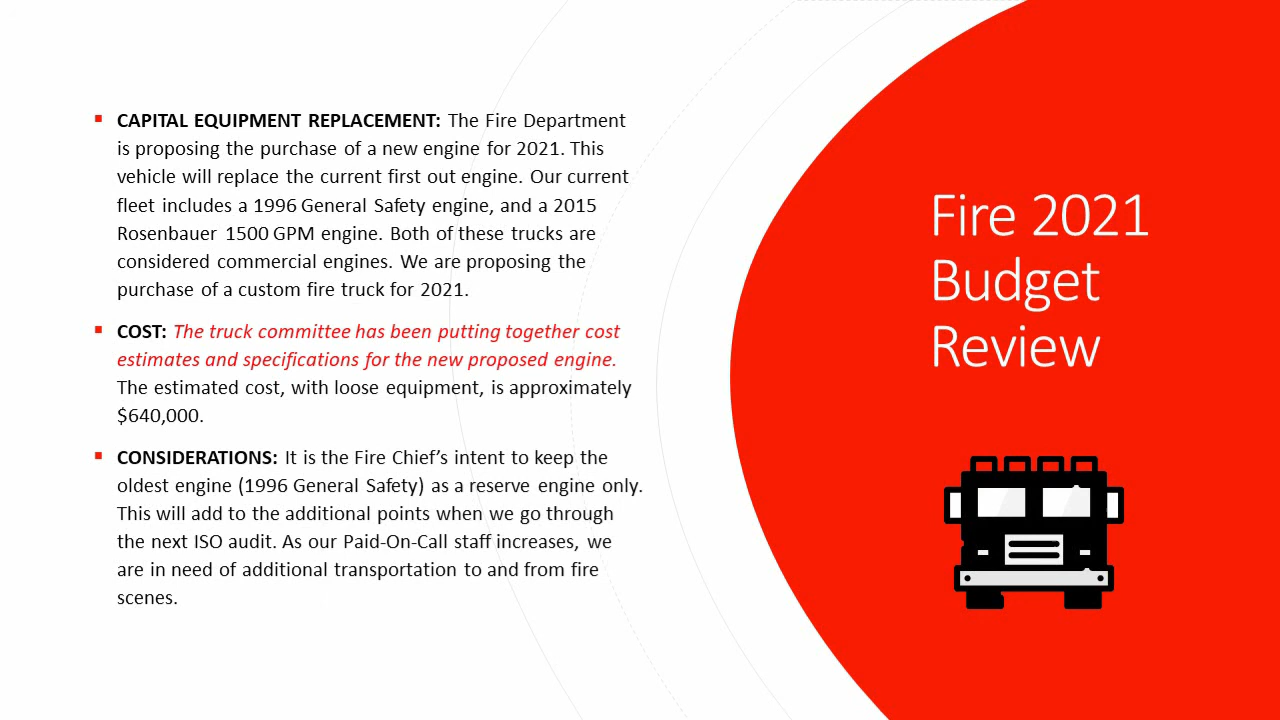 CAPITAL EQUIPMENT REPLACEMENT: The Fire Department
is proposing the purchase of a new engine for 2021. This
vehicle will replace the current first out engine. Our current
fleet includes a 1996 General Safety engine, and a 2015
Rosenbauer 1500 GPM engine. Both of these trucks are
considered commercial engines. We are proposing the
purchase of a custom fire truck for 2021.
COST: The truck committee has been putting together cost
estimates and specifications for the new proposed engine.
The estimated cost, with loose equipment, is approximately
$640,000.
CONSIDERATIONS: It is the Fire Chief’s intent to keep the
oldest engine (1996 General Safety) as a reserve engine only.
This will add to the additional points when we go through
the next ISO audit. As our Paid-On-Call staff increases, we
are in need of additional transportation to and from fire
scenes.
Fire 2021
Budget
Review